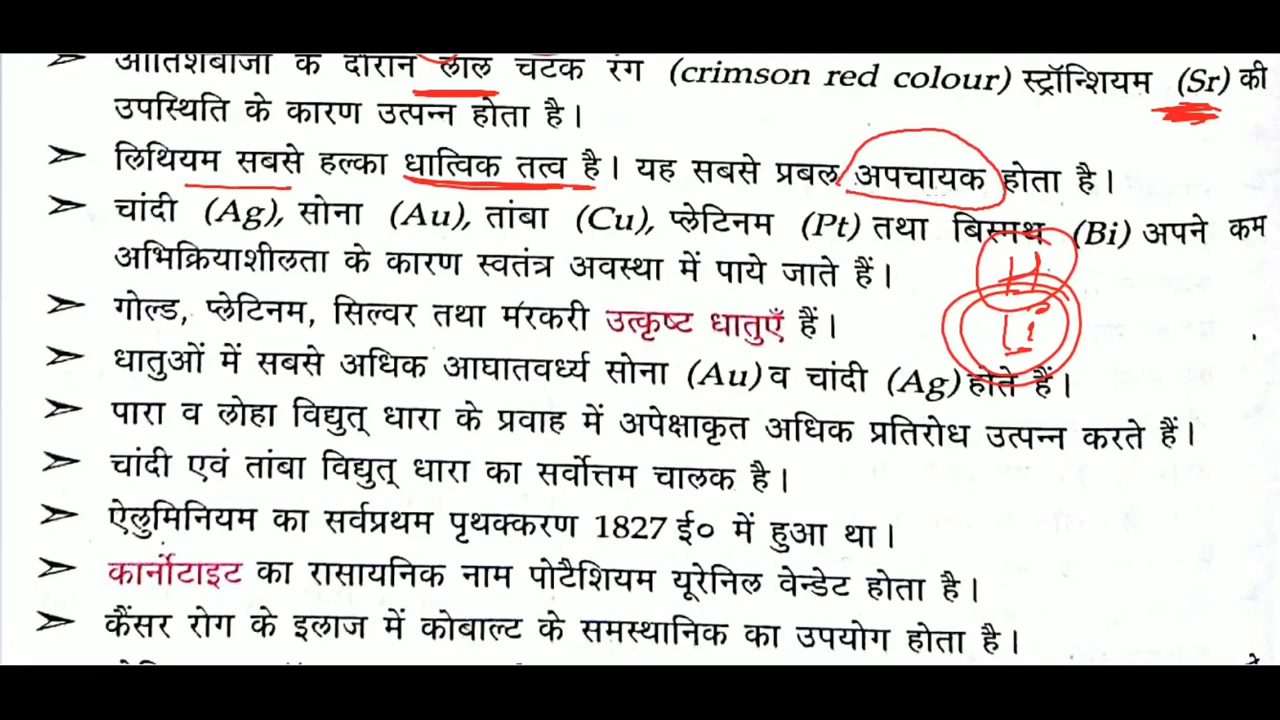 ➢ आतिशबाजी के दौरान लाल चटक रंग (crimson red colour) स्ट्रॉन्शियम (Sr) की
उपस्थिति के कारण उत्पन्न होता है।
➢ लिथियम सबसे हल्का धात्विक तत्व है। यह सबसे प्रबल अपचायक होता है।
➢ चांदी (Ag), सोना (Au), तांबा (Cu), प्लेटिनम (Pt) तथा बिस्मथ (Bi) अपने कम
H
अभिक्रियाशीलता के कारण स्वतंत्र अवस्था में पाये जाते हैं।
➢ गोल्ड, प्लेटिनम, सिल्वर तथा मरकरी उत्कृष्ट धातुएँ हैं।
Li
➢ धातुओं में सबसे अधिक आघातवर्ध्य सोना (Au) व चांदी (Ag) होते हैं।
➢ पारा व लोहा विद्युत् धारा के प्रवाह में अपेक्षाकृत अधिक प्रतिरोध उत्पन्न करते हैं।
➢ चांदी एवं तांबा विद्युत् धारा का सर्वोत्तम चालक है।
➢ ऐलुमिनियम का सर्वप्रथम पृथक्करण 1827 ई० में हुआ था।
➢ कार्नोटाइट का रासायनिक नाम पोटैशियम यूरेनिल वेन्डेट होता है।
➢ कैंसर रोग के इलाज में कोबाल्ट के समस्थानिक का उपयोग होता है।